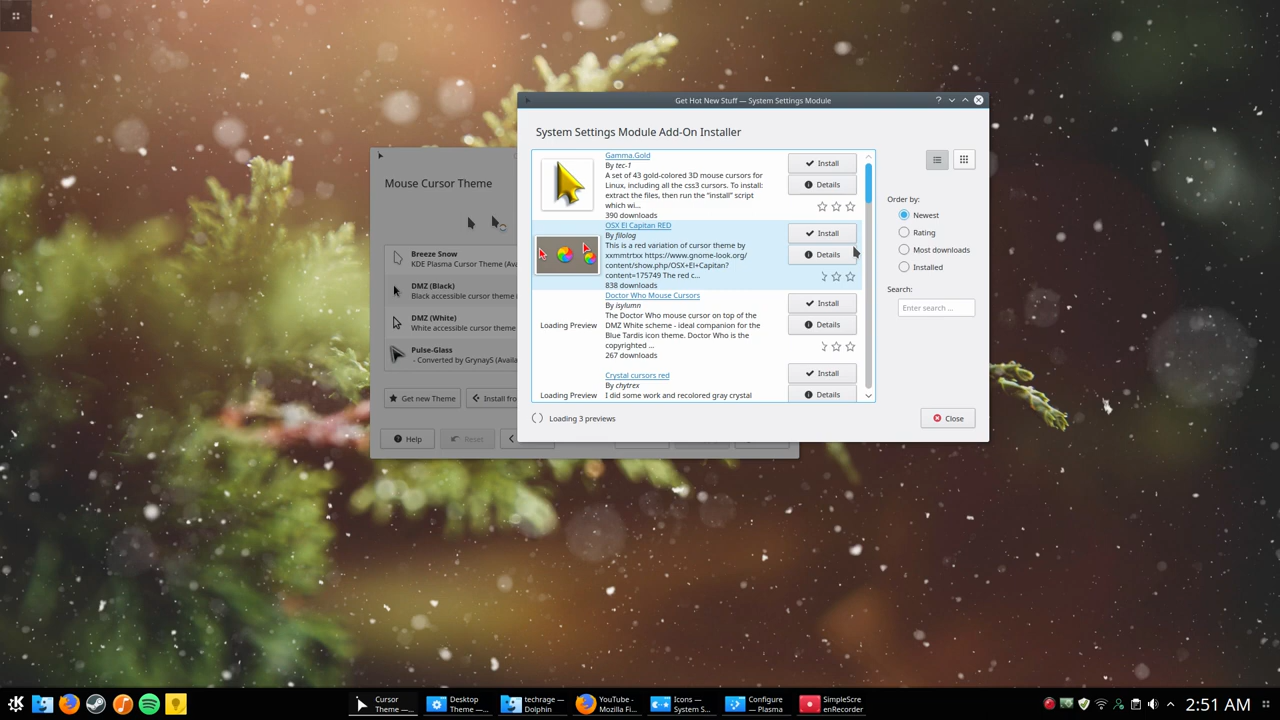 Get Hot New Stuff — System Settings Module
System Settings Module Add-On Installer
Gamma.Gold
By tec-1
A set of 43 gold-colored 3D mouse cursors for
Linux, including all the css3 cursors. To install:
extract the files, then run the "install" script
which wi...
390 downloads
Install
Details
OSX El Capitan RED
By filolog
This is a red variation of cursor theme by
xxmmtrtxx https://www.gnome-look.org/
content/show.php/OSX+El+Capitan?
content=175749 The red c...
838 downloads
Install
Details
Doctor Who Mouse Cursors
By isylumn
The Doctor Who mouse cursor on top of the
DMZ White scheme - ideal companion for the
Blue Tardis icon theme. Doctor Who is the
copyrighted ...
267 downloads
Loading Preview
Install
Details
Crystal cursors red
By chytrex
I did some work and recolored gray crystal
Loading Preview
Install
Details
Order by:
Newest
Rating
Most downloads
Installed
Search:
Enter search ...
Loading 3 previews
Close
Mouse Cursor Theme
Breeze Snow
KDE Plasma Cursor Theme (Ava
DMZ (Black)
Black accessible cursor theme
DMZ (White)
White accessible cursor theme
Pulse-Glass
- Converted by GrynayS (Availa
Get new Theme
Install fro
Help
Reset
Cursor
Theme —...
Desktop
Theme —...
techrage —
Dolphin
YouTube -
Mozilla Fi...
Icons —
System S...
Configure
— Plasma
SimpleScre
enRecorder
2:51 AM